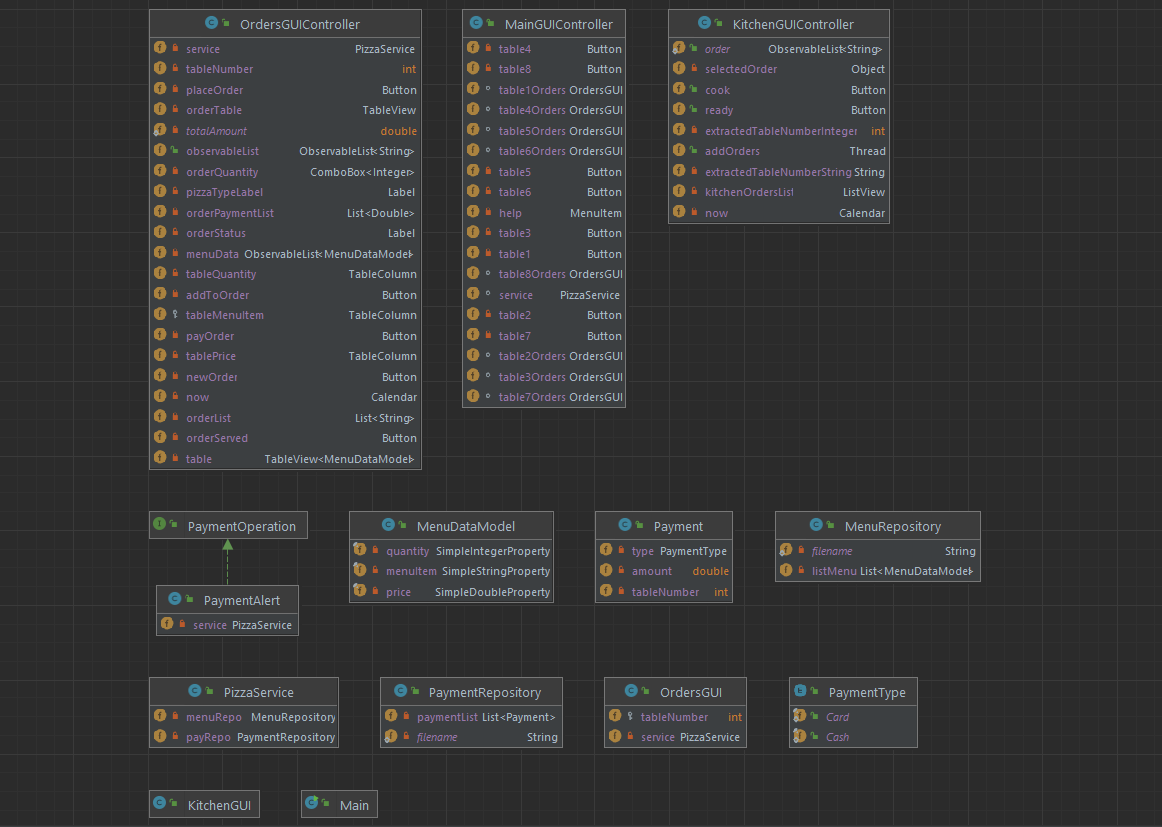 OrdersGUIController
service PizzaService
tableNumber int
placeOrder Button
orderTable TableView
totalAmount double
observableList ObservableList<String>
orderQuantity ComboBox<Integer>
pizzaTypeLabel Label
orderPaymentList List<Double>
orderStatus Label
menuData ObservableList<MenuDataModel>
tableQuantity TableColumn
addToOrder Button
tableMenuItem TableColumn
payOrder Button
tablePrice TableColumn
newOrder Button
now Calendar
orderList List<String>
orderServed Button
table TableView<MenuDataModel>
MainGUIController
table4 Button
table8 Button
table1Orders OrdersGUI
table4Orders OrdersGUI
table5Orders OrdersGUI
table6Orders OrdersGUI
table5 Button
table6 Button
help MenuItem
table3 Button
table1 Button
table8Orders OrdersGUI
service PizzaService
table2 Button
table7 Button
table2Orders OrdersGUI
table3Orders OrdersGUI
table7Orders OrdersGUI
KitchenGUIController
order ObservableList<String>
selectedOrder Object
cook Button
ready Button
extractedTableNumberInteger int
addOrders Thread
extractedTableNumberString String
kitchenOrdersList ListView
now Calendar
PaymentOperation
PaymentAlert
service PizzaService
MenuDataModel
quantity SimpleIntegerProperty
menuItem SimpleStringProperty
price SimpleDoubleProperty
Payment
type PaymentType
amount double
tableNumber int
MenuRepository
filename String
listMenu List<MenuDataModel>
PizzaService
menuRepo MenuRepository
payRepo PaymentRepository
PaymentRepository
paymentList List<Payment>
filename String
OrdersGUI
tableNumber int
service PizzaService
PaymentType
Card
Cash
KitchenGUI
Main